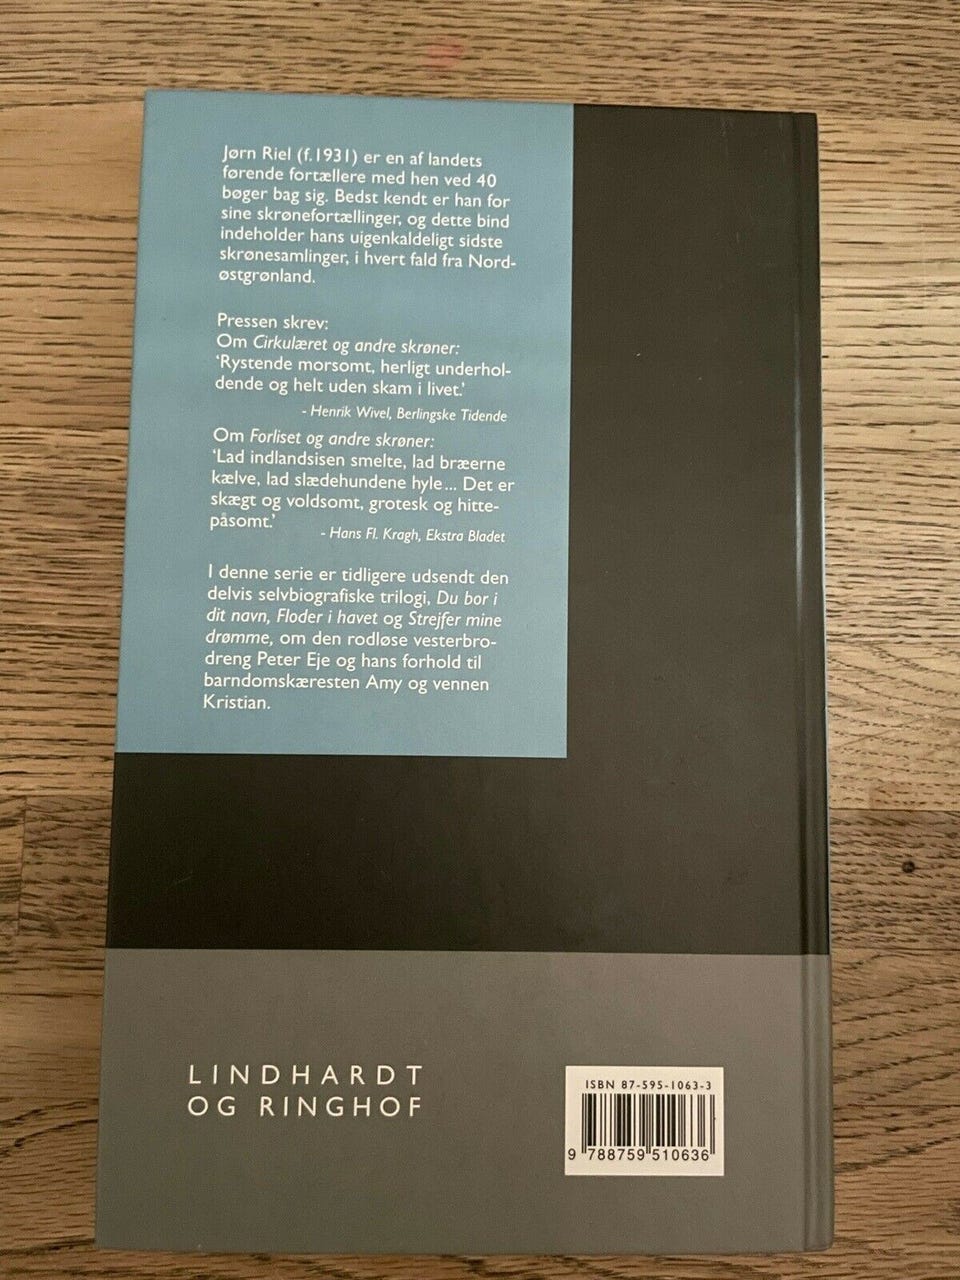 Jørn Riel (f.1931) er en af landets
førende fortællere med hen ved 40
bøger bag sig. Bedst kendt er han for
sine skrønefortællinger, og dette bind
indeholder hans uigenkaldeligt sidste
skrønesamlinger, i hvert fald fra Nord-
østgrønland.
Pressen skrev:
Om Cirkulæret og andre skrøner:
‘Rystende morsomt, herligt underhol-
dende og helt uden skam i livet.’
- Henrik Wivel, Berlingske Tidende
Om Forliset og andre skrøner:
‘Lad indlandsisen smelte, lad bræerne
kælve, lad slædehundene hyle... Det er
skægt og voldsomt, grotesk og hitte-
påsomt.’
- Hans Fl. Kragh, Ekstra Bladet
I denne serie er tidligere udsendt den
delvis selvbiografiske trilogi, Du bor i
dit navn, Floder i havet og Strejfer mine
drømme, om den rodløse vesterbro-
dreng Peter Eje og hans forhold til
barndomskæresten Amy og vennen
Kristian.
LINDHARDT
OG RINGHOF
ISBN 87-595-1063-3
9 788759 510636